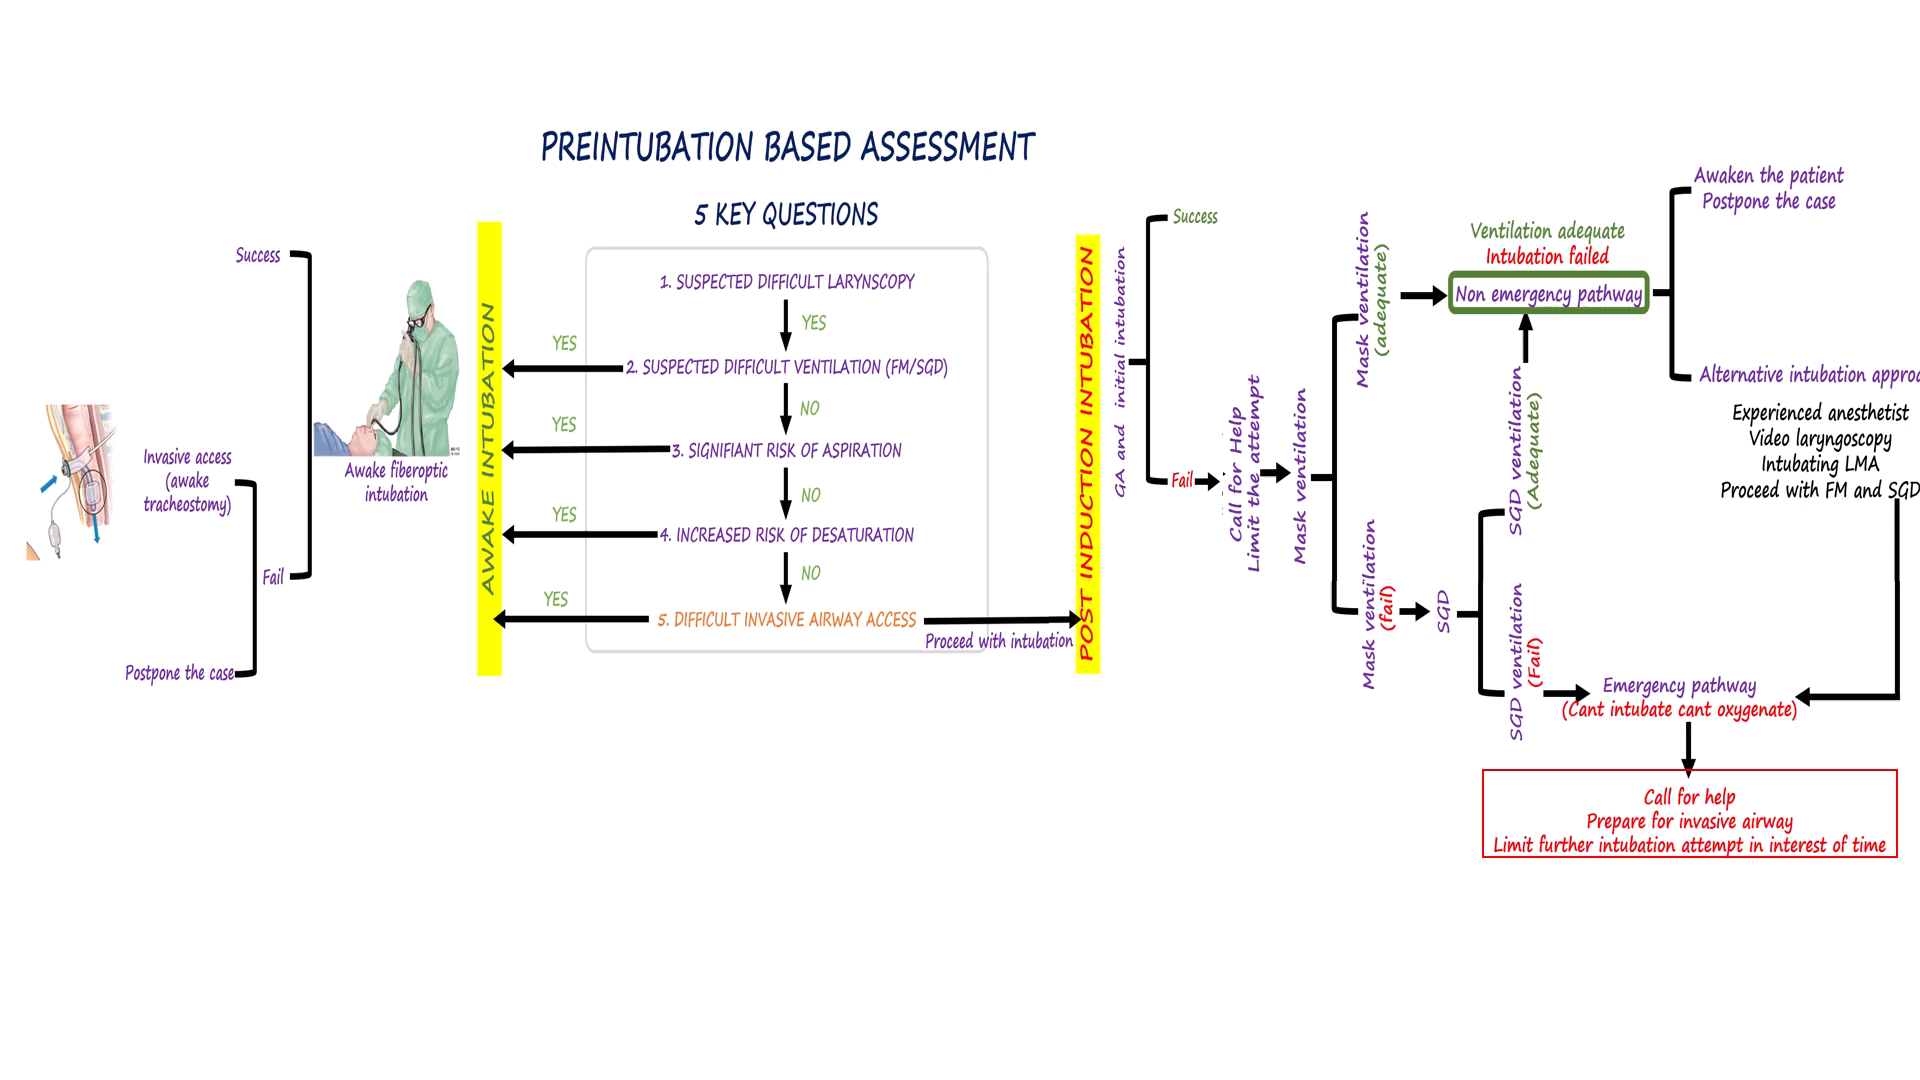 PREINTUBATION BASED ASSESSMENT
5 KEY QUESTIONS
1. SUSPECTED DIFFICULT LARYNSCOPY
YES
YES
2. SUSPECTED DIFFICULT VENTILATION (FM/SGD)
NO
YES
3. SIGNIFIANT RISK OF ASPIRATION
NO
YES
4. INCREASED RISK OF DESATURATION
NO
YES
5. DIFFICULT INVASIVE AIRWAY ACCESS
Proceed with intubation
AWAKE INTUBATION
Awake fiberoptic
intubation
Success
Fail
Invasive access
(awake
tracheostomy)
Postpone the case
POST INDUCTION INTUBATION
GA and initial intubation
Success
Fail
Call for Help
Limit the attempt
Mask ventilation
Mask ventilation
(adequate)
Mask ventilation
(fail)
SGD
SGD ventilation
(Adequate)
SGD ventilation
(Fail)
Ventilation adequate
Intubation failed
Non emergency pathway
Awaken the patient
Postpone the case
Alternative intubation approa
Experienced anesthetist
Video laryngoscopy
Intubating LMA
Proceed with FM and SGD
Emergency pathway
(Cant intubate cant oxygenate)
Call for help
Prepare for invasive airway
Limit further intubation attempt in interest of time